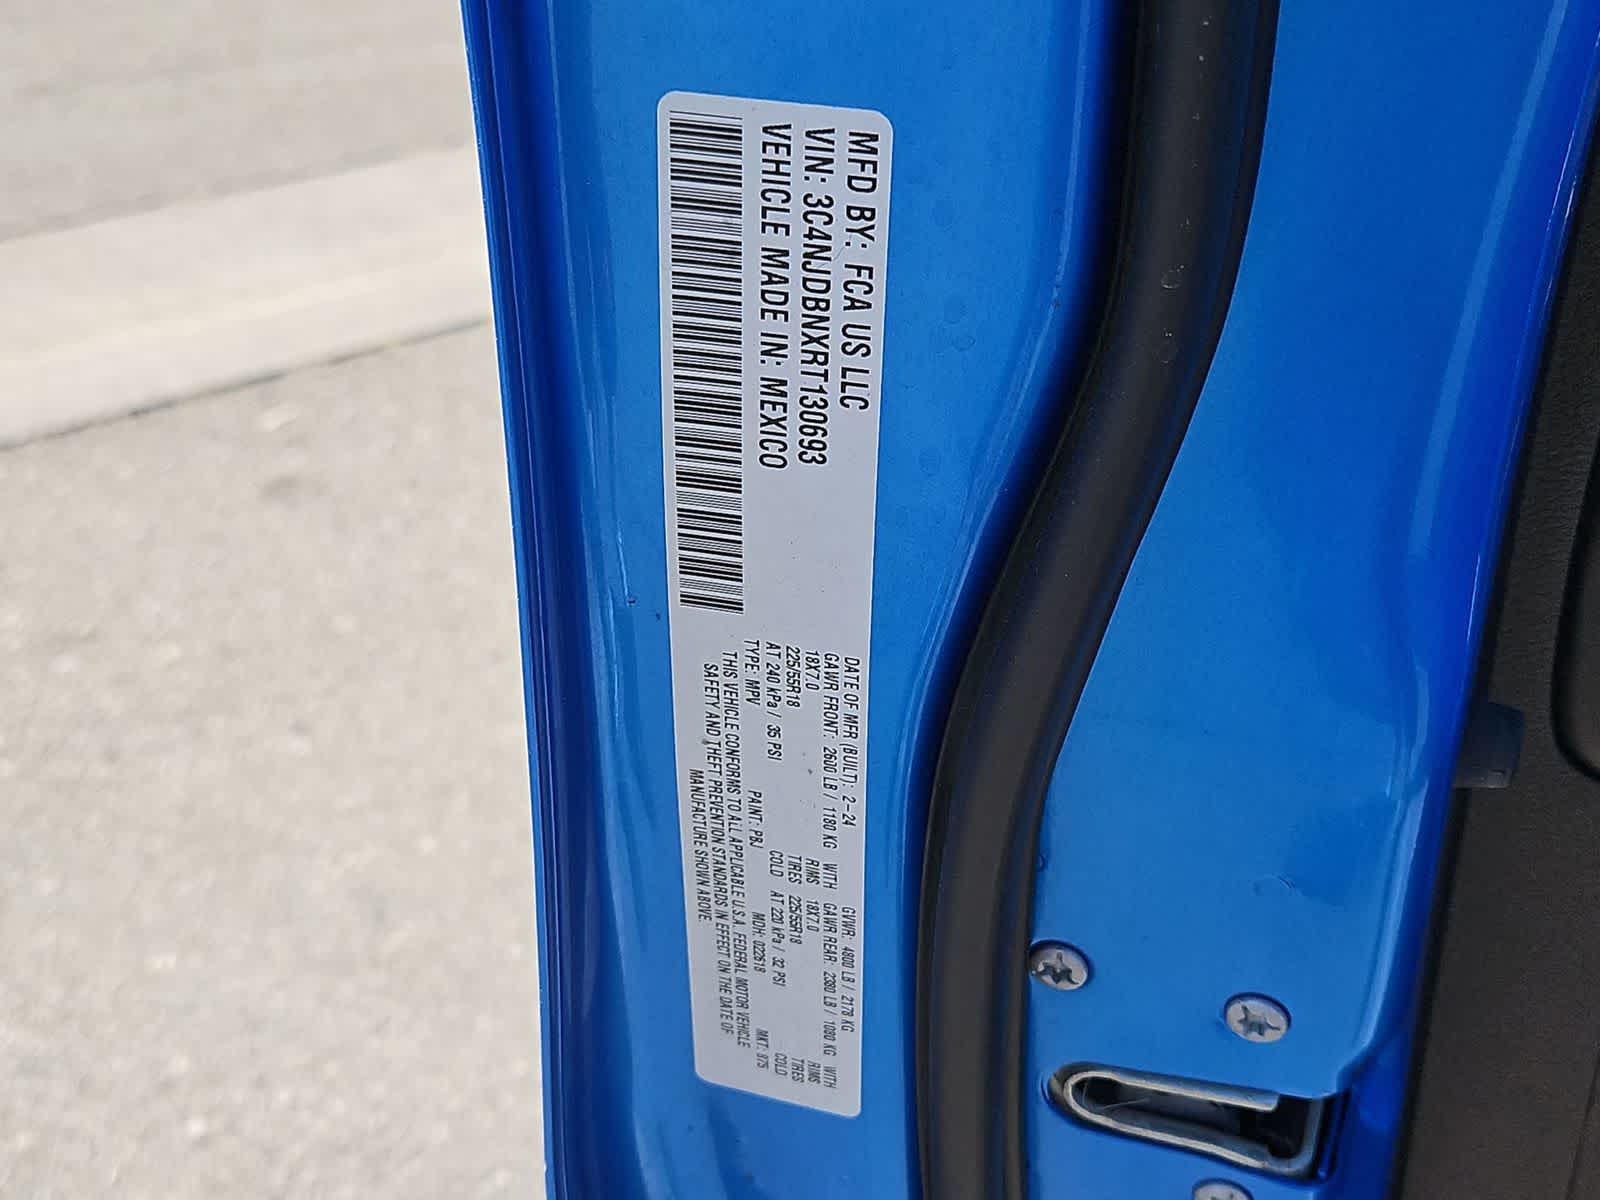 MFD BY: FCA US LLC
VIN: 3C4NJDBNXRT130693
VEHICLE MADE IN: MEXICO
DATE OF MFR (BUILT): 2-24 GVWR: 4800 LB / 2178 KG
GAWR FRONT: 2600 LB / 1180 KG WITH GAWR REAR: 2380 LB / 1080 KG WITH
18X7.0 RIMS 18X7.0 RIMS
225/55R18 TIRES 225/55R18 TIRES
AT 240 kPa / 35 PSI COLD AT 220 kPa / 32 PSI COLD
TYPE: MPV PAINT: PBJ MDH: 022618 MKT: 975
THIS VEHICLE CONFORMS TO ALL APPLICABLE U.S.A. FEDERAL MOTOR VEHICLE
SAFETY AND THEFT PREVENTION STANDARDS IN EFFECT ON THE DATE OF
MANUFACTURE SHOWN ABOVE.